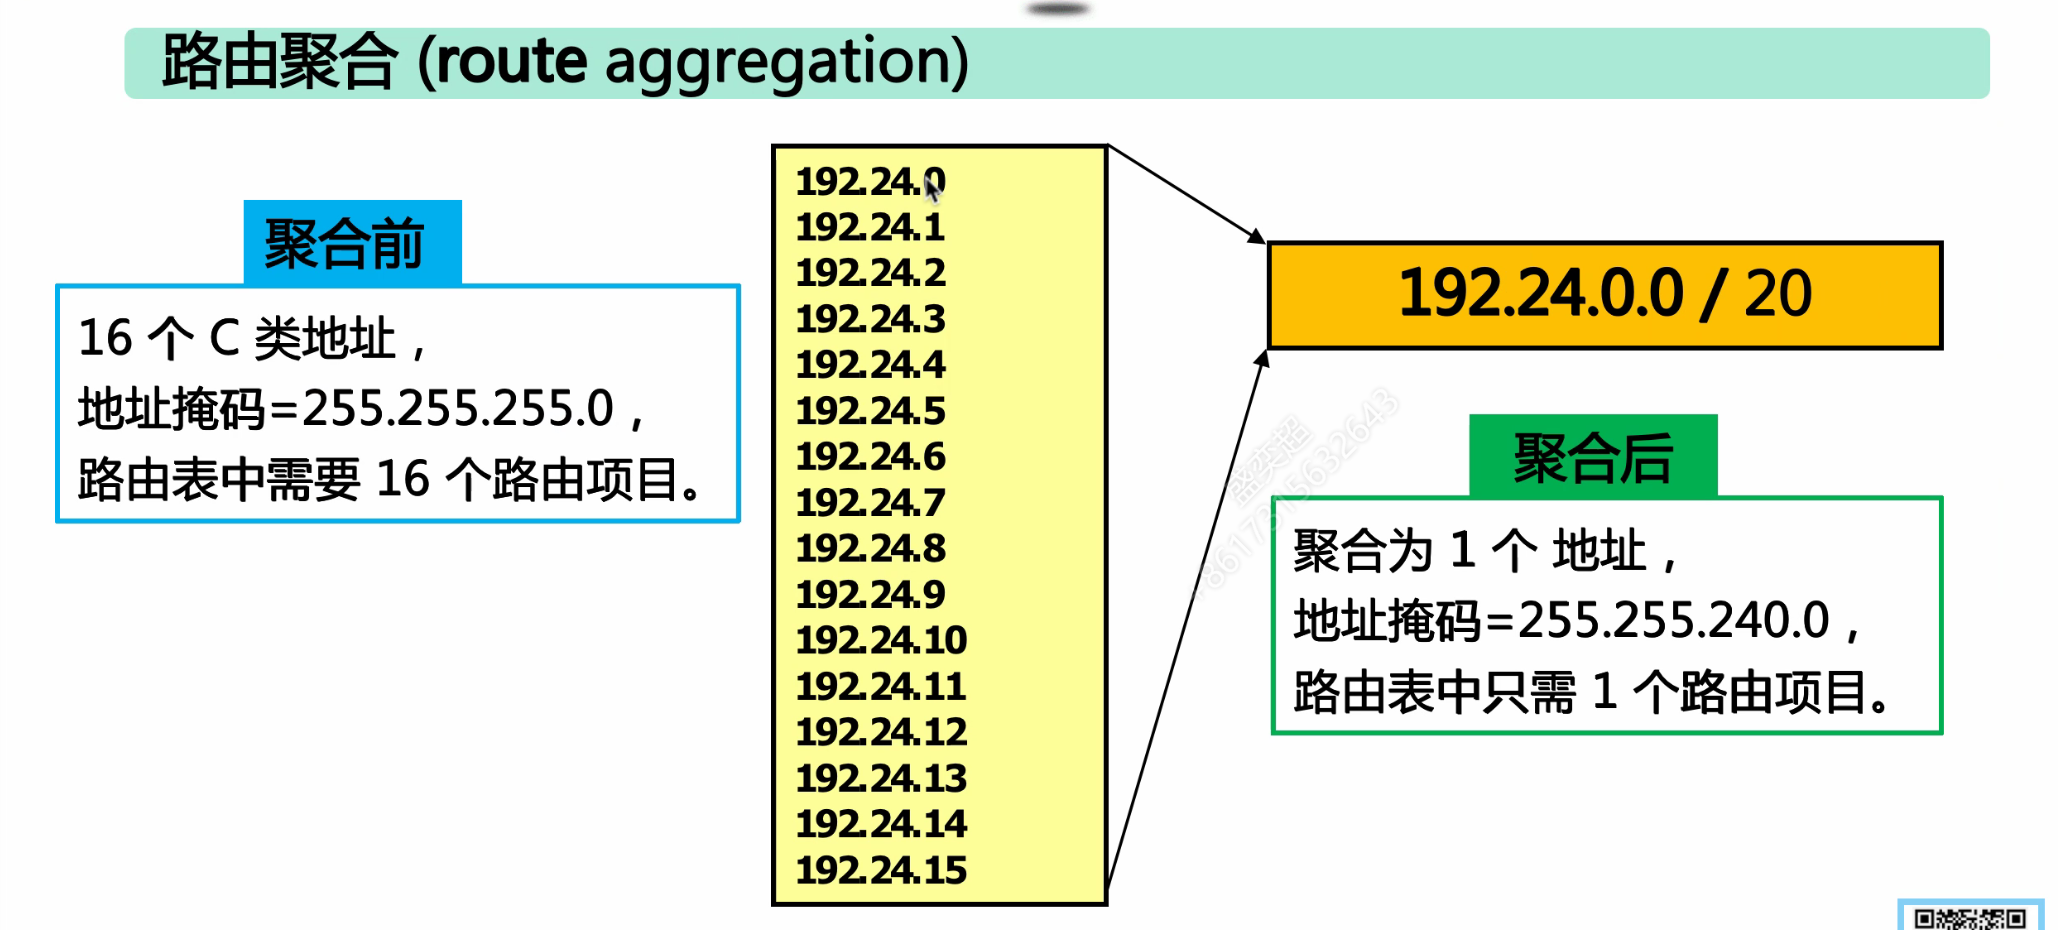 路由聚合 (route aggregation)
聚合前
16 个 C 类地址，
地址掩码=255.255.255.0，
路由表中需要 16 个路由项目。
192.24.0
192.24.1
192.24.2
192.24.3
192.24.4
192.24.5
192.24.6
192.24.7
192.24.8
192.24.9
192.24.10
192.24.11
192.24.12
192.24.13
192.24.14
192.24.15
192.24.0.0 / 20
聚合后
聚合为 1 个 地址，
地址掩码=255.255.240.0，
路由表中只需 1 个路由项目。